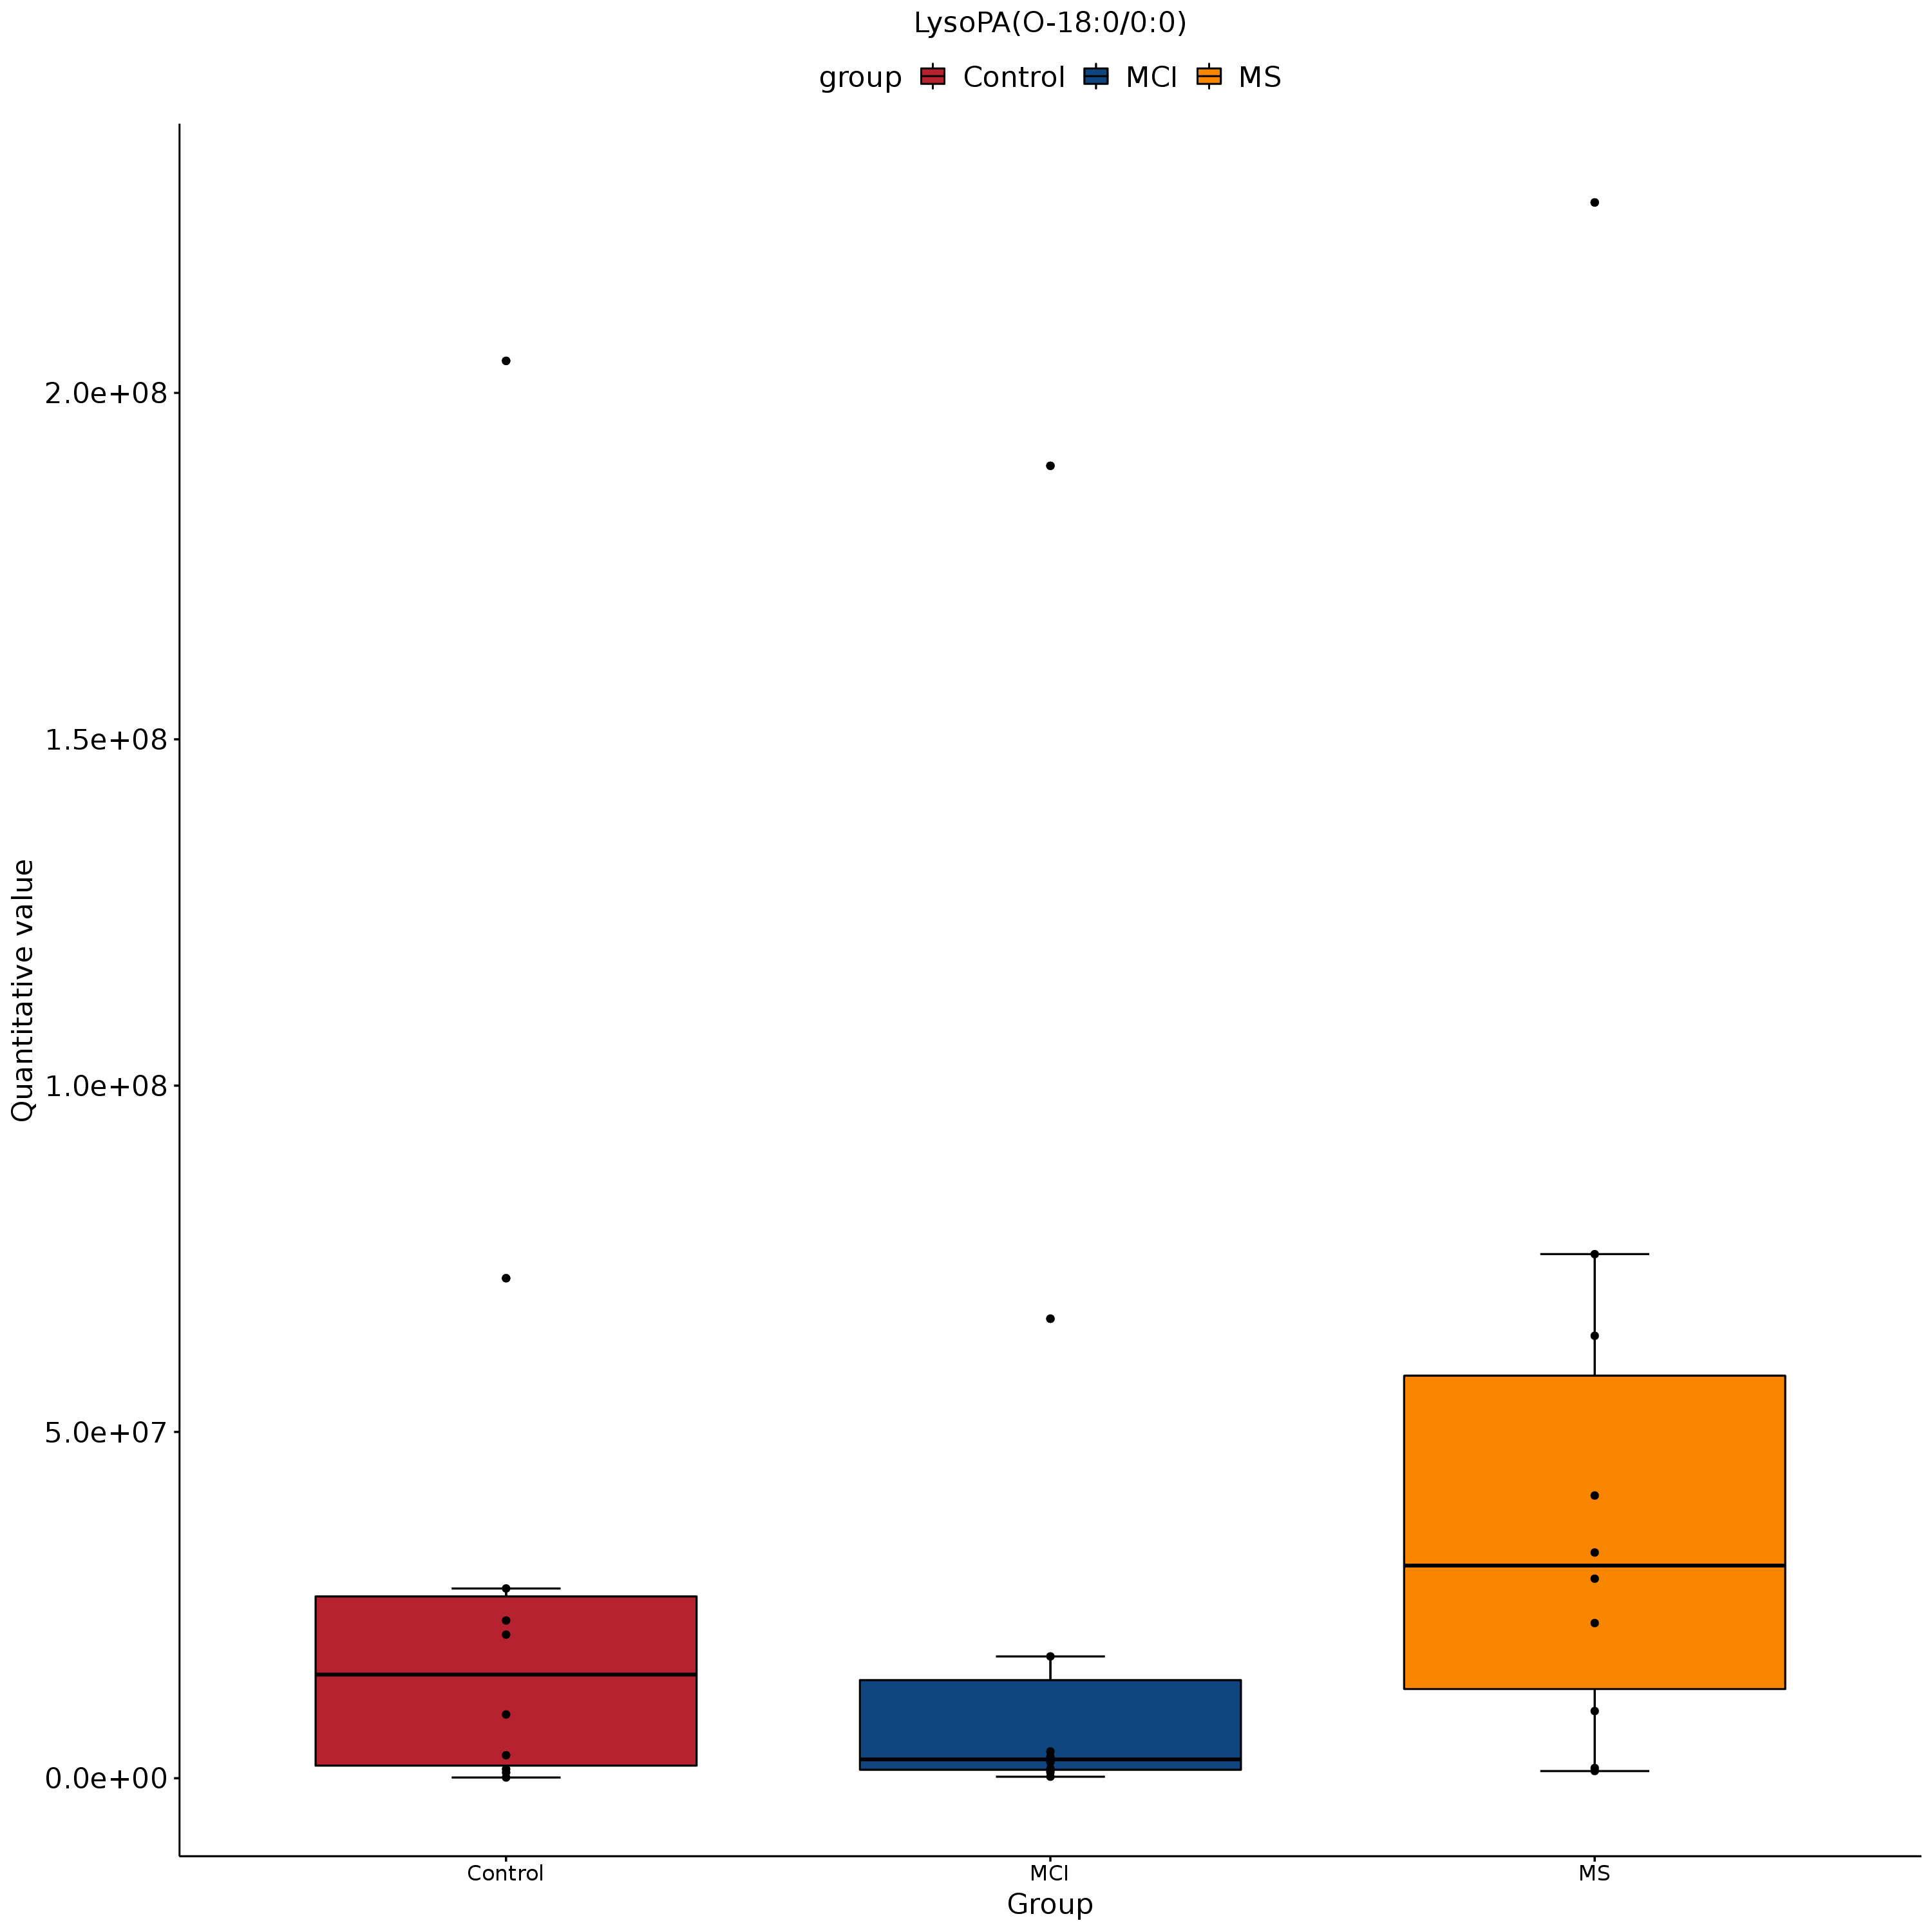 LysoPA(O-18:0/0:0)
group Control MCI MS
Quantitative value
2.0e+08
1.5e+08
1.0e+08
5.0e+07
0.0e+00
Control MCI MS
Group